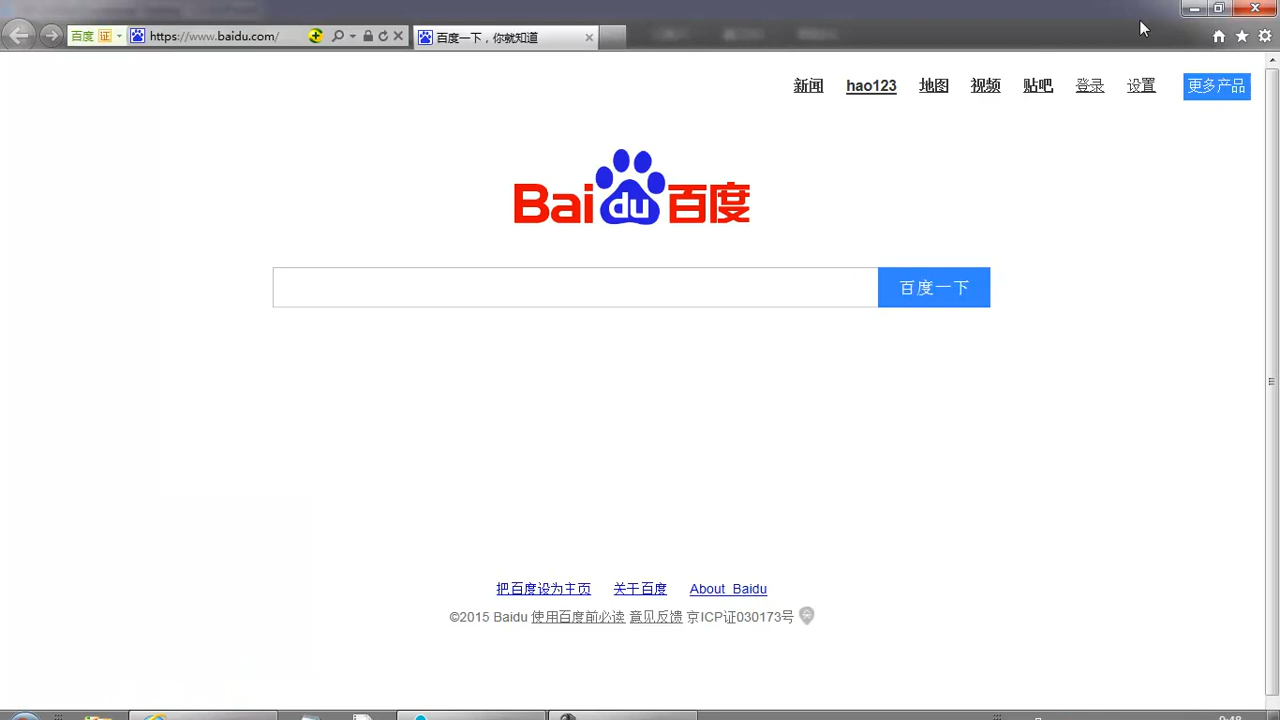 百度 证 https://www.baidu.com/ 百度一下，你就知道
新闻 hao123 地图 视频 贴吧 登录 设置 更多产品
Bai du 百度
百度一下
把百度设为主页 关于百度 About Baidu
©2015 Baidu 使用百度前必读 意见反馈 京ICP证030173号